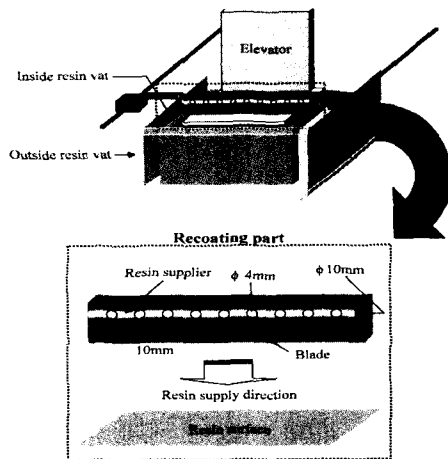 Elevator
Inside resin vat
Outside resin vat
Recoating part
Resin supplier
ϕ 4mm
ϕ 10mm
10mm
Blade
Resin supply direction
Resin surface